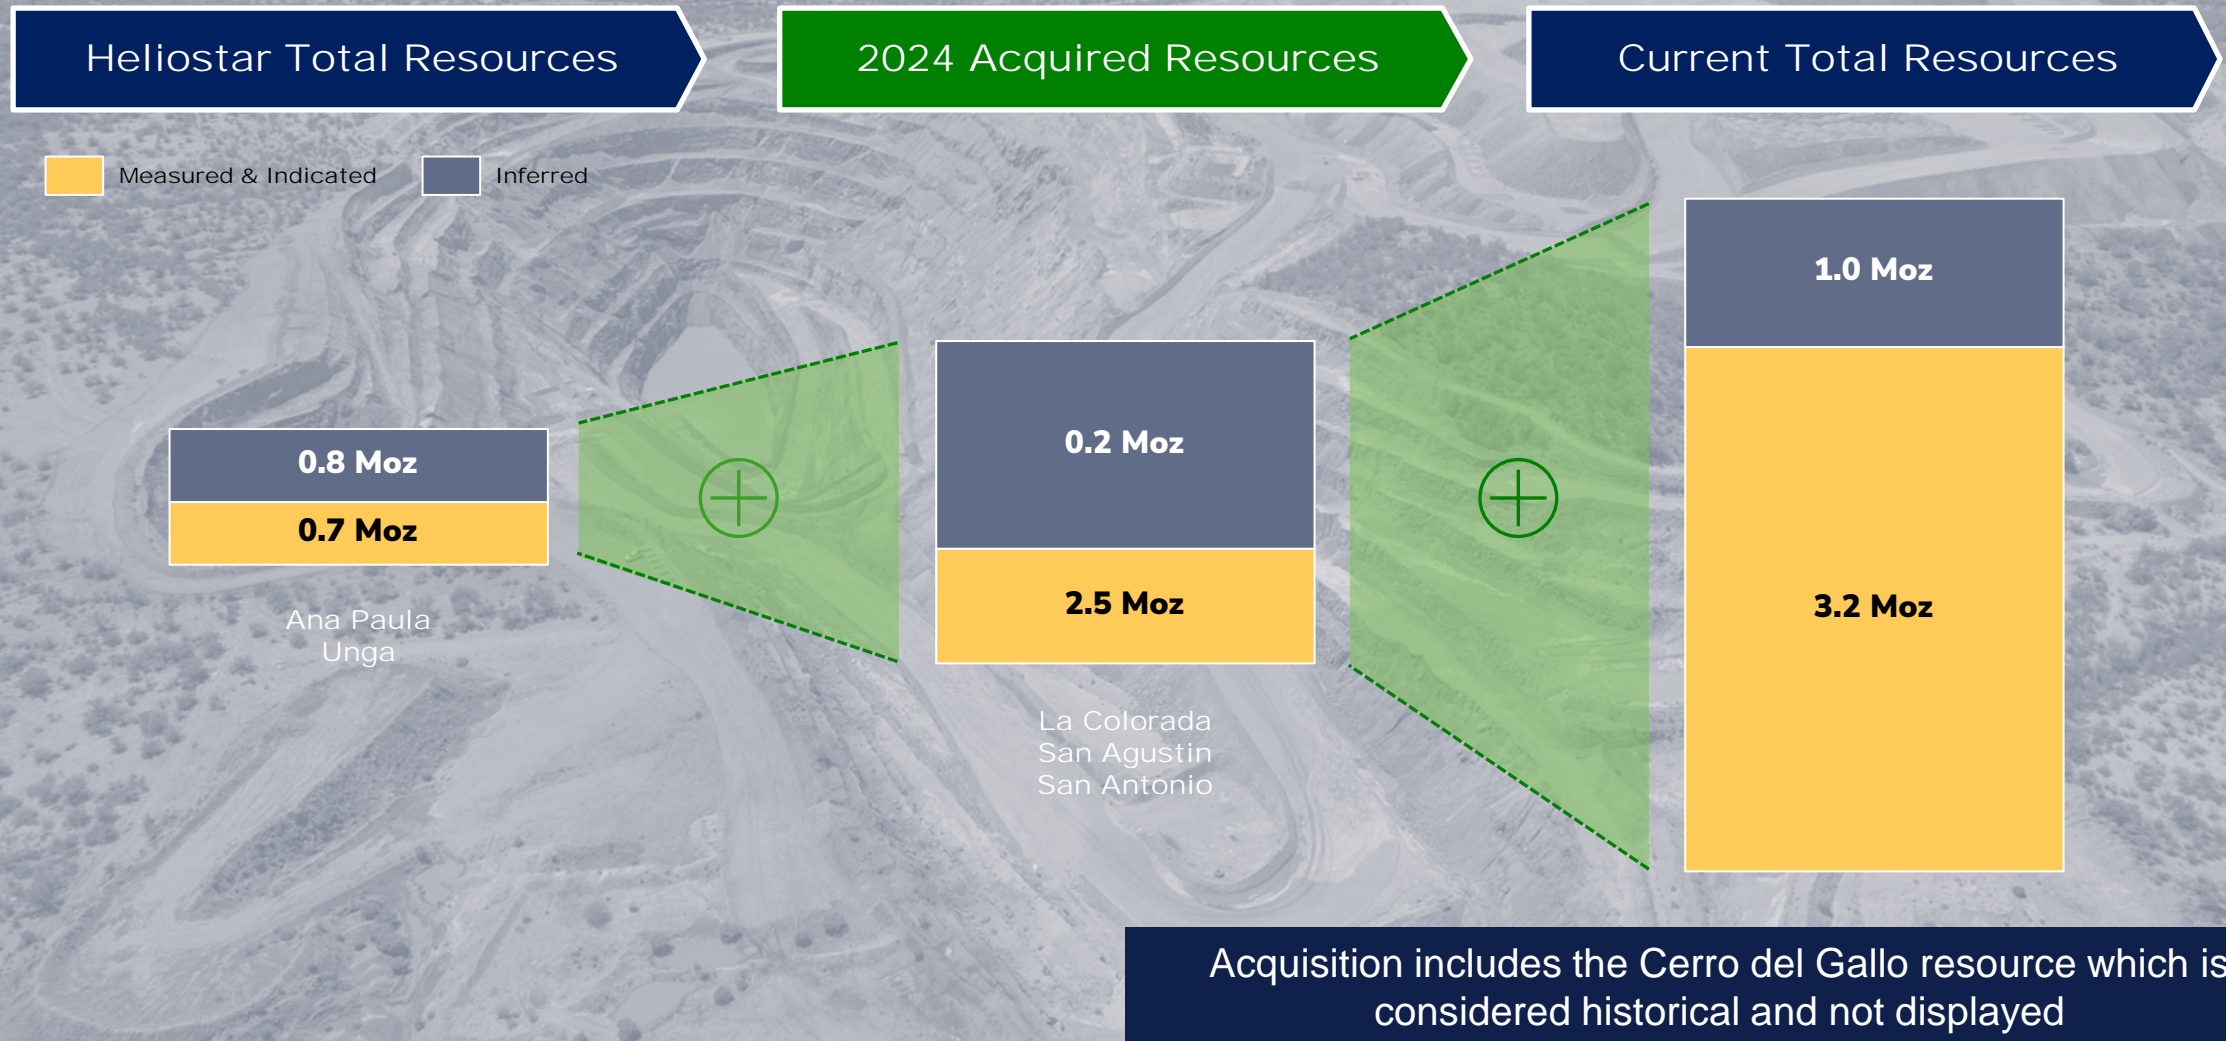 Heliostar Total Resources
2024 Acquired Resources
Current Total Resources
Measured & Indicated
Inferred
0.8 Moz
0.7 Moz
Ana Paula
Unga
0.2 Moz
2.5 Moz
La Colorada
San Agustin
San Antonio
1.0 Moz
3.2 Moz
Acquisition includes the Cerro del Gallo resource which is
considered historical and not displayed